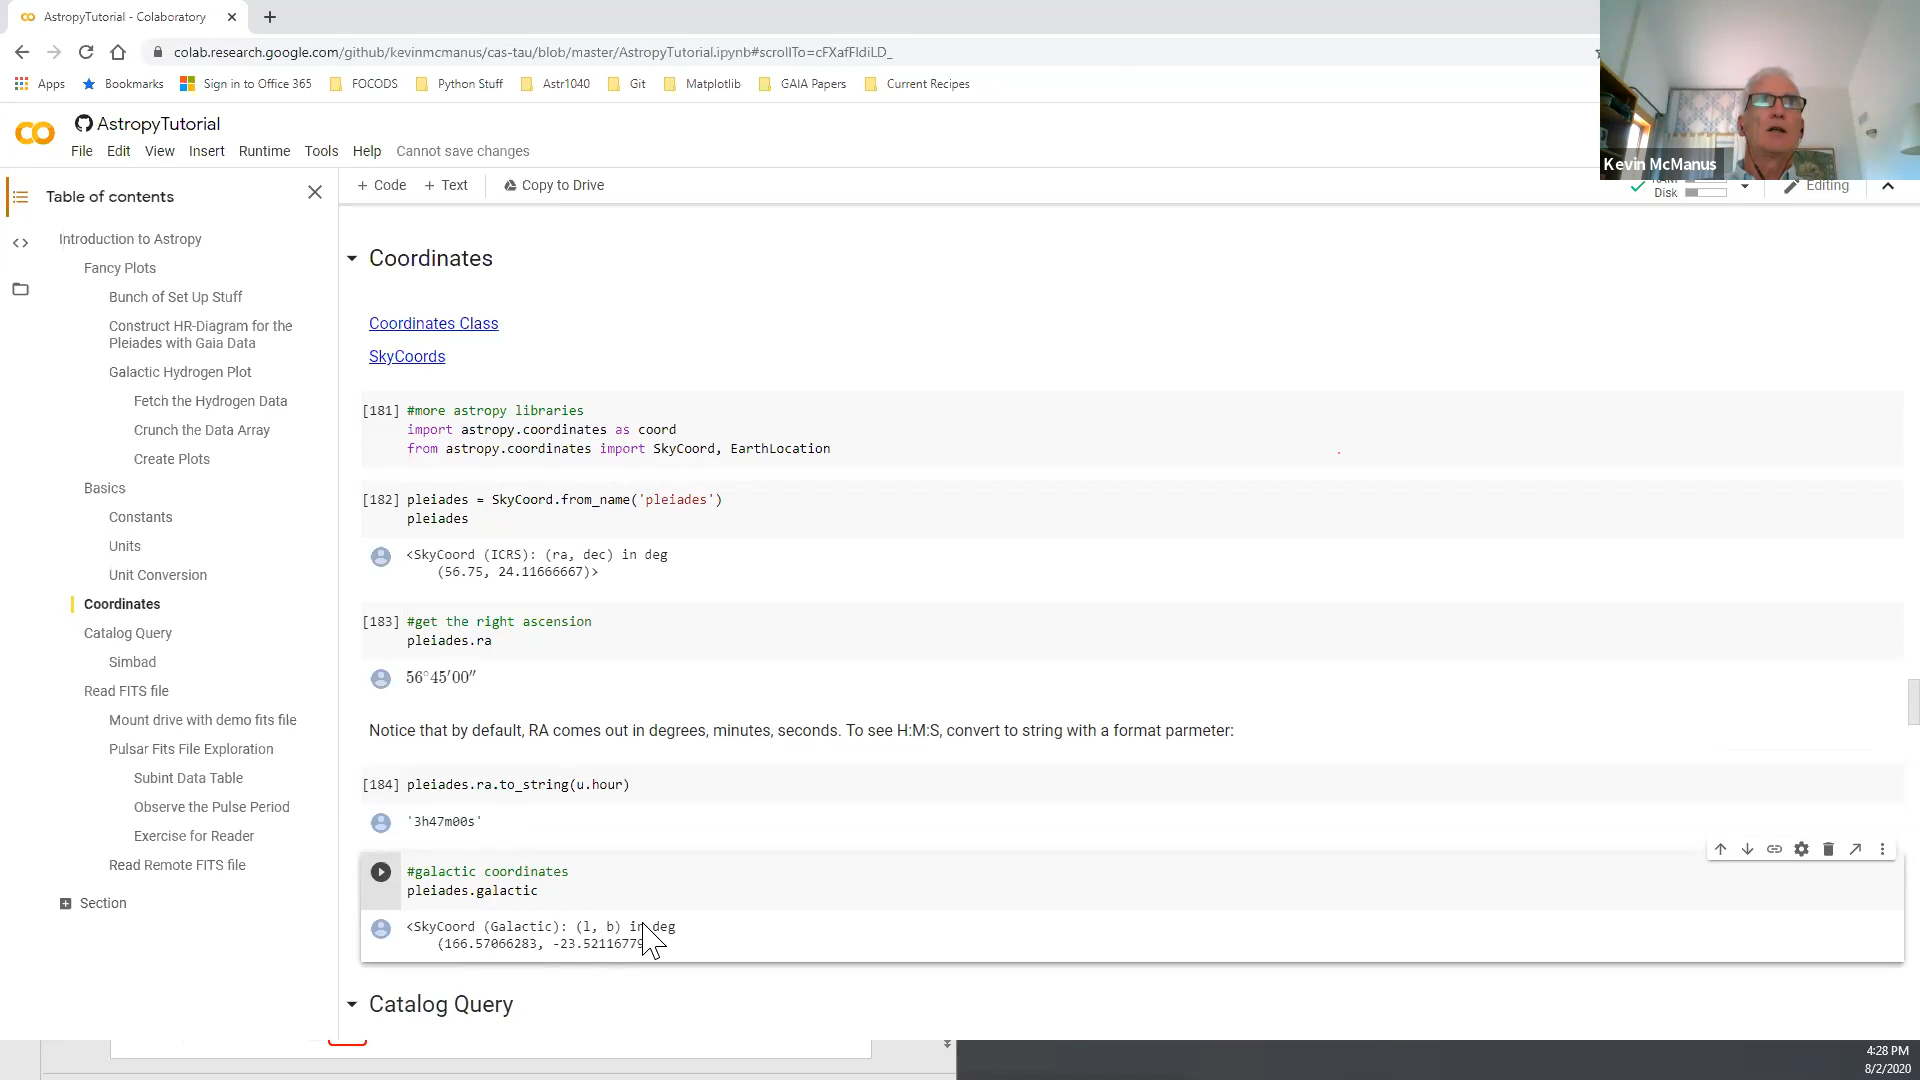 AstropyTutorial - Colaboratory
colab.research.google.com/github/kevinmcmanus/cas-tau/blob/master/AstropyTutorial.ipynb#scrollTo=cFXafFldiLD_
Apps Bookmarks Sign in to Office 365 FOCODS Python Stuff Astr1040 Git Matplotlib GAIA Papers Current Recipes
AstropyTutorial
File Edit View Insert Runtime Tools Help Cannot save changes
Kevin McManus
+ Code + Text Copy to Drive
RAM
Disk
Editing
Table of contents
Introduction to Astropy
Fancy Plots
Bunch of Set Up Stuff
Construct HR-Diagram for the
Pleiades with Gaia Data
Galactic Hydrogen Plot
Fetch the Hydrogen Data
Crunch the Data Array
Create Plots
Basics
Constants
Units
Unit Conversion
Coordinates
Catalog Query
Simbad
Read FITS file
Mount drive with demo fits file
Pulsar Fits File Exploration
Subint Data Table
Observe the Pulse Period
Exercise for Reader
Read Remote FITS file
Section
Coordinates
Coordinates Class
SkyCoords
[181] #more astropy libraries
import astropy.coordinates as coord
from astropy.coordinates import SkyCoord, EarthLocation
[182] pleiades = SkyCoord.from_name('pleiades')
pleiades
<SkyCoord (ICRS): (ra, dec) in deg
(56.75, 24.11666667)>
[183] #get the right ascension
pleiades.ra
56°45′00″
Notice that by default, RA comes out in degrees, minutes, seconds. To see H:M:S, convert to string with a format parmeter:
[184] pleiades.ra.to_string(u.hour)
'3h47m00s'
#galactic coordinates
pleiades.galactic
<SkyCoord (Galactic): (l, b) in deg
(166.57066283, -23.52116779
Catalog Query
4:28 PM
8/2/2020